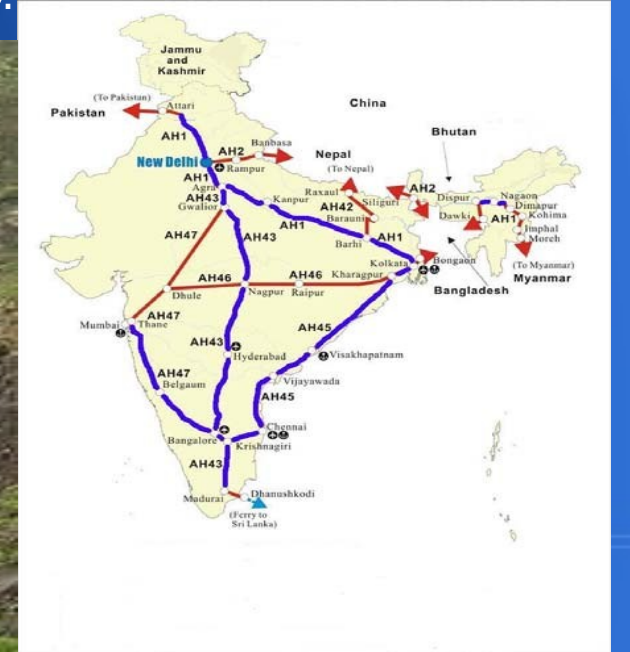 Jammu
and
Kashmir
(To Pakistan)
Attari
Pakistan
China
AH1
Bhutan
New Delhi
AH2
Banbasa
Rampur
Nepal
(To Nepal)
AH1
Agra
AH43
Gwalior
Kanpur
Raxaul
AH42
Siliguri
AH2
Dispur
Nagaon
Dimapur
Kohima
Barauni
Dawki
AH1
Imphal
Moreh
AH47
AH43
AH1
Barhi
AH1
(To Myanmar)
Myanmar
Kolkata
Bongaon
Bangladesh
AH46
AH46
Kharagpur
Dhule
Nagpur
Raipur
AH47
Mumbai
Thane
AH45
AH43
Hyderabad
Visakhapatnam
AH47
Belgaum
Vijayawada
AH45
Chennai
Bangalore
Krishnagiri
AH43
Madurai
Dhanushkodi
(Ferry to
Sri Lanka)